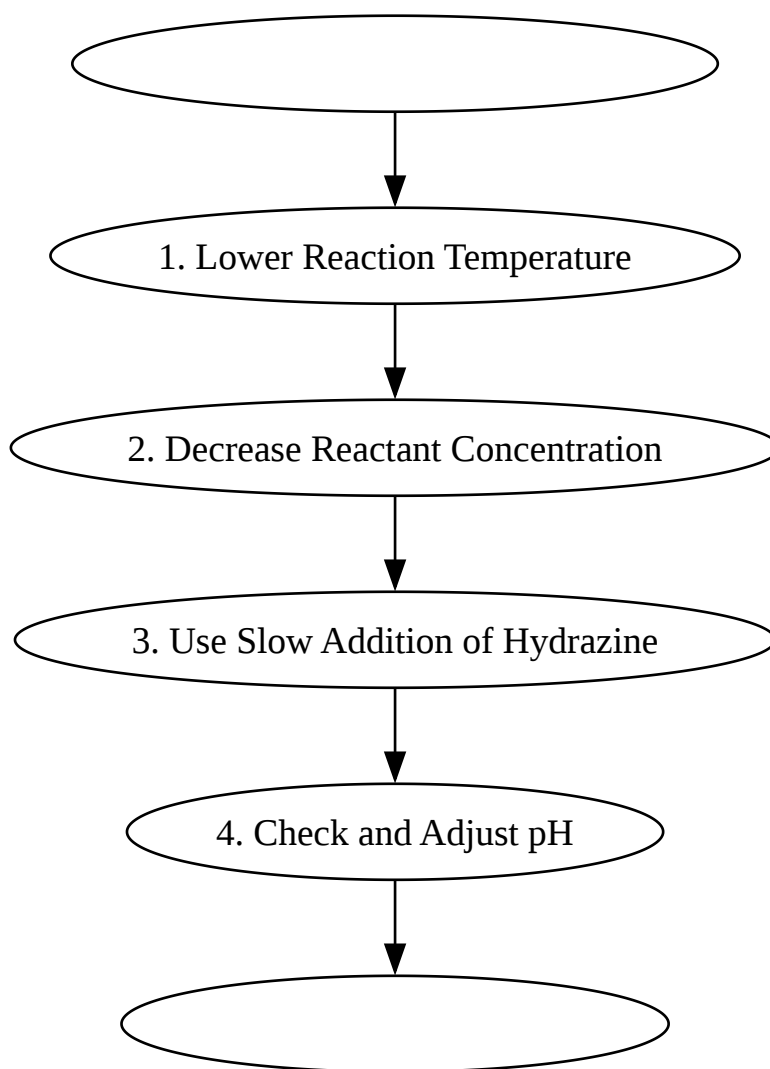 1. Lower Reaction Temperature
2. Decrease Reactant Concentration
3. Use Slow Addition of Hydrazine
4. Check and Adjust pH